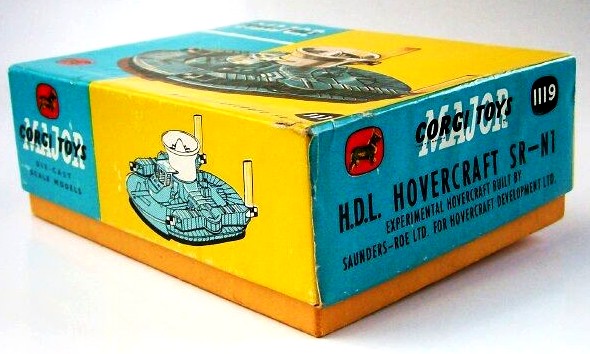 CORGI TOYS
MAJOR
DIE-CAST
SCALE MODELS
CORGI TOYS
MAJOR
1119
H.D.L. HOVERCRAFT SR-N1
EXPERIMENTAL HOVERCRAFT BUILT BY
SAUNDERS-ROE LTD. FOR HOVERCRAFT DEVELOPMENT LTD.